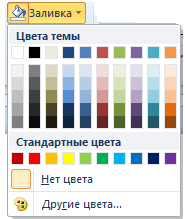 Заливка
Цвета темы
Стандартные цвета
Нет цвета
Другие цвета...